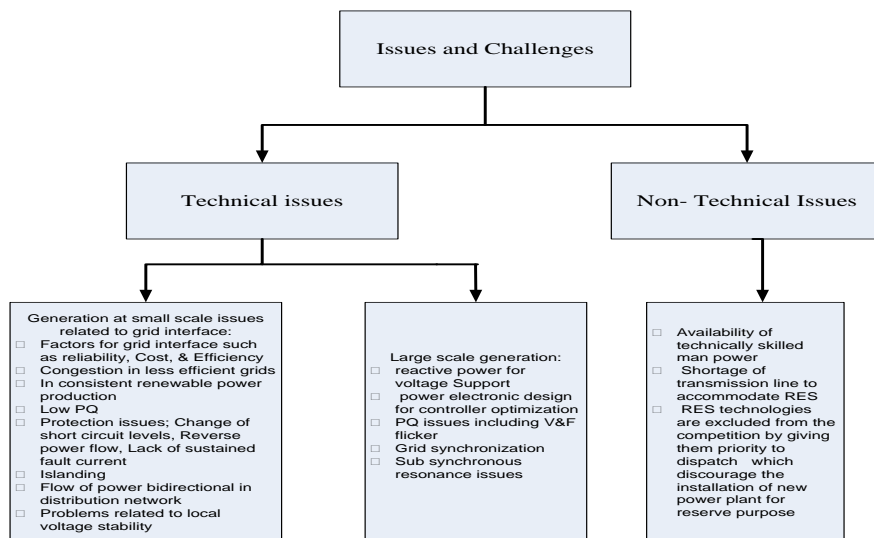 Issues and Challenges
Technical issues
Non- Technical Issues
Generation at small scale issues
related to grid interface:
□ Factors for grid interface such
as reliability, Cost, & Efficiency
□ Congestion in less efficient grids
□ In consistent renewable power
production
□ Low PQ
□ Protection issues; Change of
short circuit levels, Reverse
power flow, Lack of sustained
fault current
□ Islanding
□ Flow of power bidirectional in
distribution network
□ Problems related to local
voltage stability
Large scale generation:
□ reactive power for
voltage Support
□ power electronic design
for controller optimization
□ PQ issues including V&F
flicker
□ Grid synchronization
□ Sub synchronous
resonance issues
□ Availability of
technically skilled
man power
□ Shortage of
transmission line to
accommodate RES
□ RES technologies
are excluded from the
competition by giving
them priority to
dispatch which
discourage the
installation of new
power plant for
reserve purpose